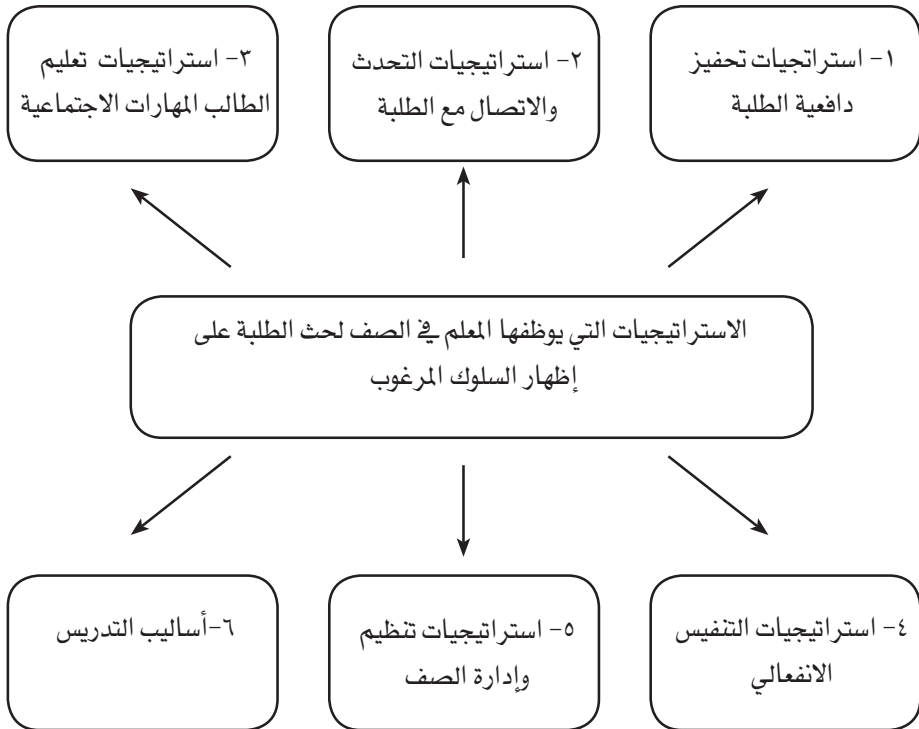 ١- استراتجيات تحفيز
دافعية الطلبة
٢- استراتيجيات التحدث
والاتصال مع الطلبة
٣- استراتيجيات تعليم
الطالب المهارات الاجتماعية
الاستراتيجيات التي يوظفها المعلم في الصف لحث الطلبة على
إظهار السلوك المرغوب
٤- استراتيجيات التنفيس
الانفعالي
٥- استراتيجيات تنظيم
وإدارة الصف
٦-أساليب التدريس